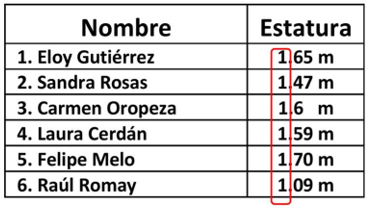 Nombre Estatura
1. Eloy Gutiérrez 1.65 m
2. Sandra Rosas 1.47 m
3. Carmen Oropeza 1.6 m
4. Laura Cerdán 1.59 m
5. Felipe Melo 1.70 m
6. Raúl Romay 1.09 m